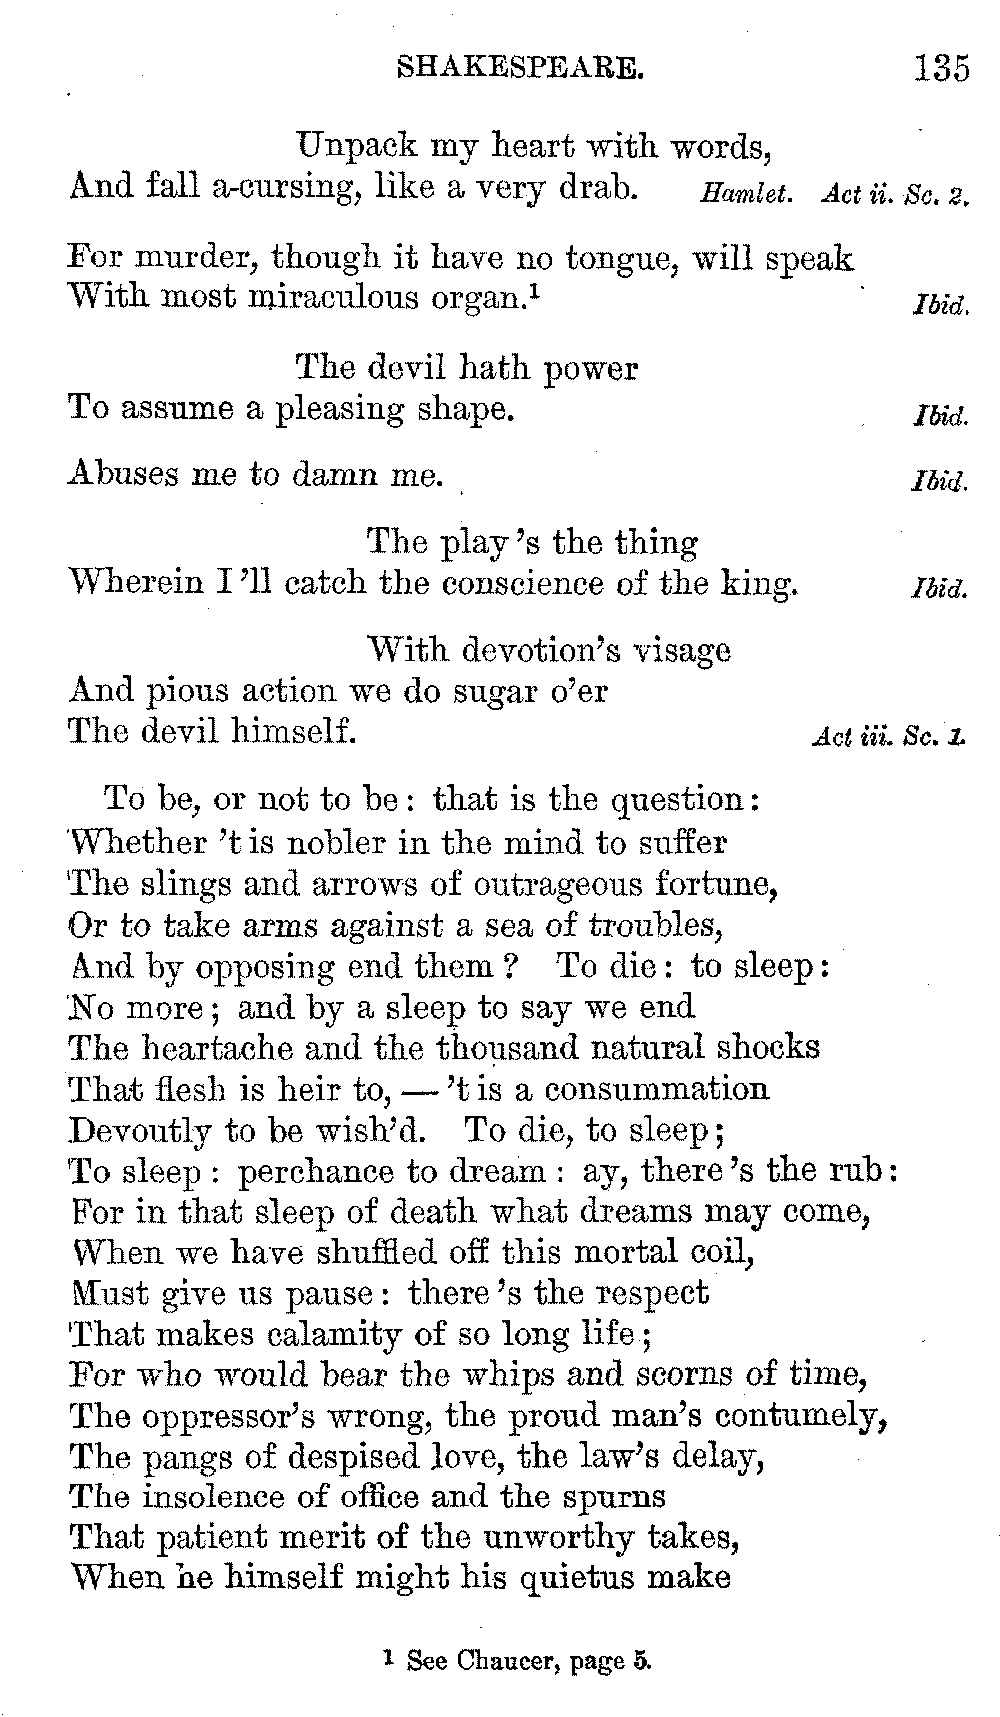 SHAKESPEARE. 135
Unpack my heart with words,
And fall a-cursing, like a very drab. Hamlet. Act ii. Sc. 2.
For murder, though it have no tongue, will speak
With most miraculous organ.¹ Ibid.
The devil hath power
To assume a pleasing shape. Ibid.
Abuses me to damn me. Ibid.
The play 's the thing
Wherein I 'll catch the conscience of the king. Ibid.
With devotion's visage
And pious action we do sugar o'er
The devil himself. Act iii. Sc. 1.
To be, or not to be: that is the question:
Whether 't is nobler in the mind to suffer
The slings and arrows of outrageous fortune,
Or to take arms against a sea of troubles,
And by opposing end them? To die: to sleep:
No more; and by a sleep to say we end
The heartache and the thousand natural shocks
That flesh is heir to, — 't is a consummation
Devoutly to be wish'd. To die, to sleep;
To sleep: perchance to dream: ay, there 's the rub:
For in that sleep of death what dreams may come,
When we have shuffled off this mortal coil,
Must give us pause: there 's the respect
That makes calamity of so long life;
For who would bear the whips and scorns of time,
The oppressor's wrong, the proud man's contumely,
The pangs of despised love, the law's delay,
The insolence of office and the spurns
That patient merit of the unworthy takes,
When he himself might his quietus make
¹ See Chaucer, page 5.